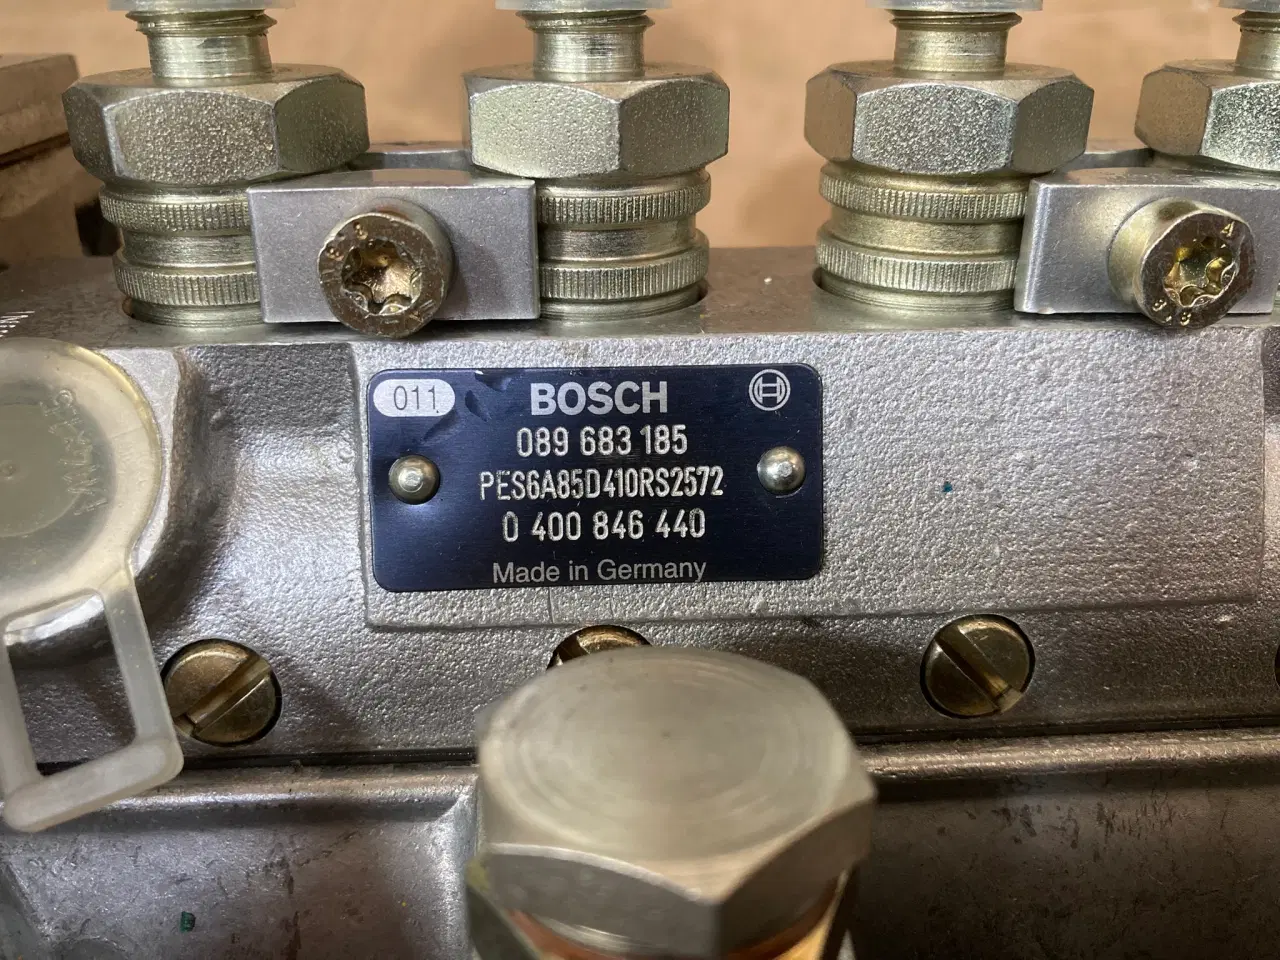 011
BOSCH
089 683 185
PES6A85D410RS2572
0 400 846 440
Made in Germany